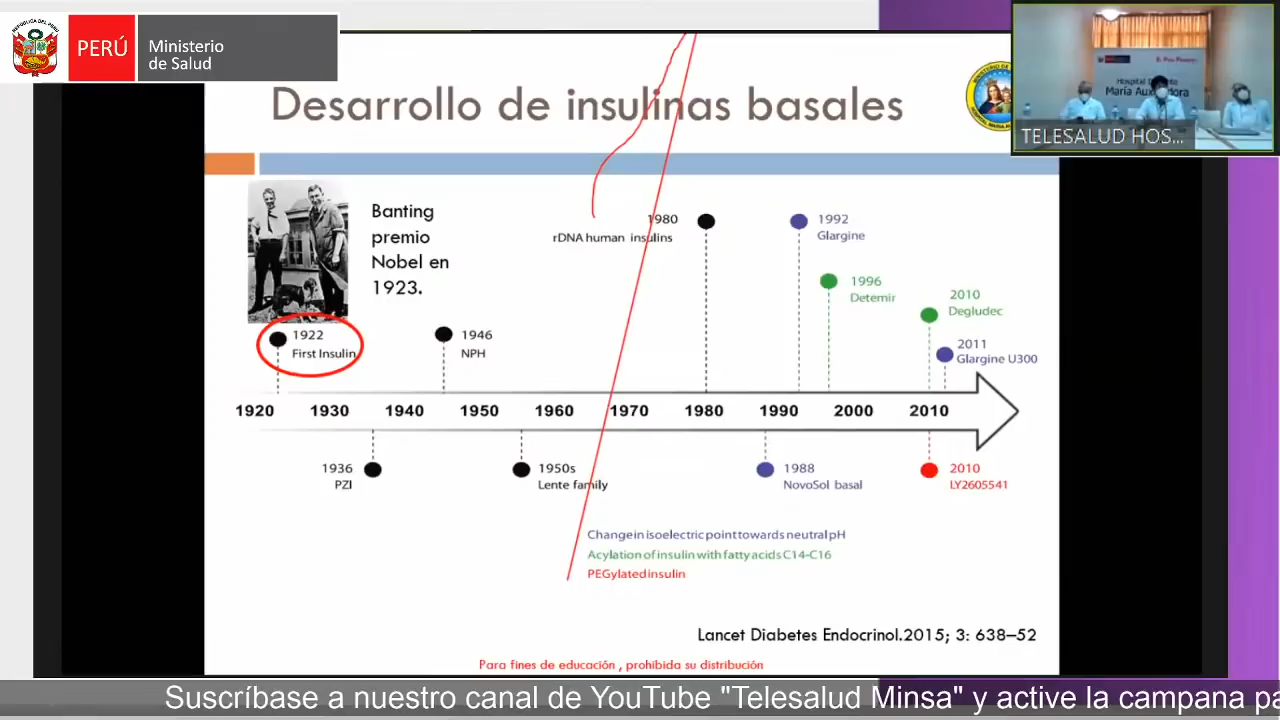 PERÚ
Ministerio
de Salud
Desarrollo de insulinas basales
Hospital
María Auxiliadora
TELESALUD HOS...
Banting
premio
Nobel en
1923.
1980
rDNA human insulins
1992
Glargine
1996
Detemir
2010
Degludec
2011
Glargine U300
1922
First Insulin
1946
NPH
1920 1930 1940 1950 1960 1970 1980 1990 2000 2010
1936
PZI
1950s
Lente family
1988
NovoSol basal
2010
LY2605541
Change in isoelectric point towards neutral pH
Acylation of insulin with fatty acids C14-C16
PEGylated insulin
Lancet Diabetes Endocrinol.2015; 3: 638–52
Para fines de educación , prohibida su distribución
Suscríbase a nuestro canal de YouTube "Telesalud Minsa" y active la campana pa